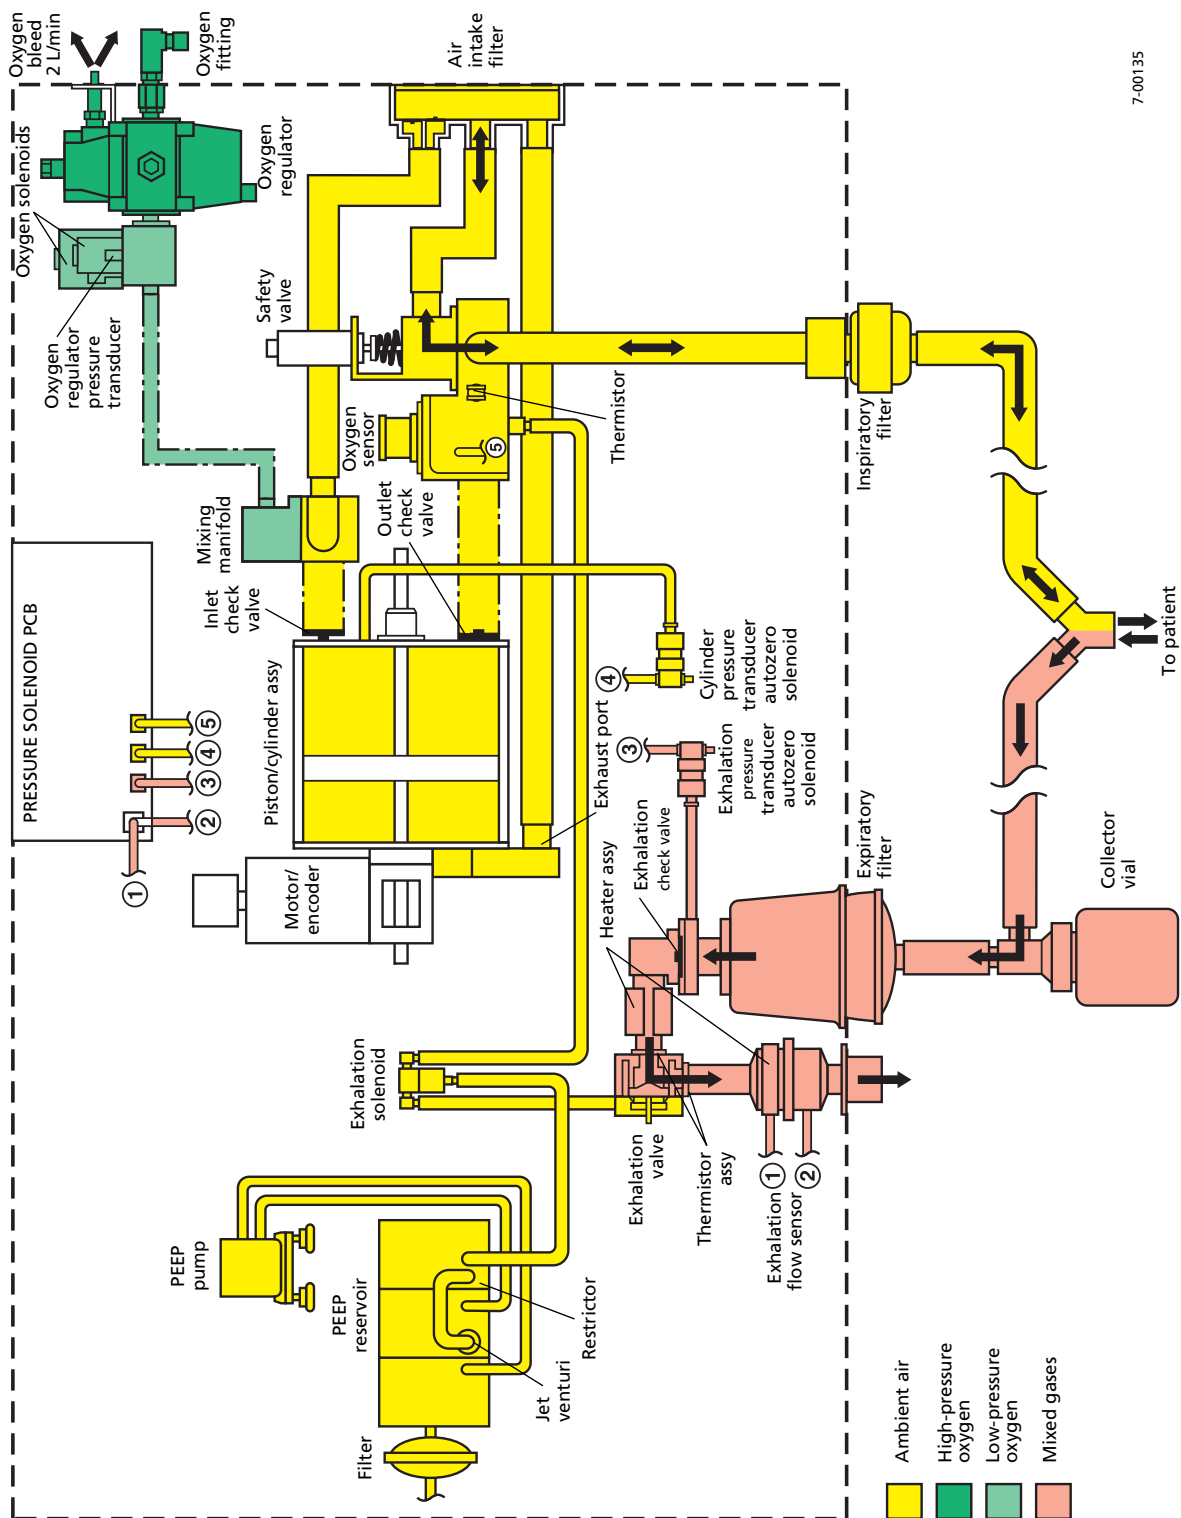 Oxygen
bleed
2 L/min
Oxygen
fitting
Air
intake
filter
7-00135
Oxygen solenoids
Oxygen
regulator
Oxygen
regulator
pressure
transducer
Safety
valve
Thermistor
Oxygen
sensor
5
Inspiratory
filter
Mixing
manifold
Outlet
check
valve
Inlet
check
valve
PRESSURE SOLENOID PCB
5
4
3
2
1
Piston/cylinder assy
4
Cylinder
pressure
transducer
autozero
solenoid
To patient
Exhaust port
3
Exhalation
pressure
transducer
autozero
solenoid
Motor/
encoder
Exhalation
check valve
Heater assy
Expiratory
filter
Collector
vial
Exhalation
solenoid
Exhalation
valve
Thermistor
assy
1
2
Exhalation
flow sensor
PEEP
pump
PEEP
reservoir
Restrictor
Jet
venturi
Filter
Ambient air
High-pressure
oxygen
Low-pressure
oxygen
Mixed gases